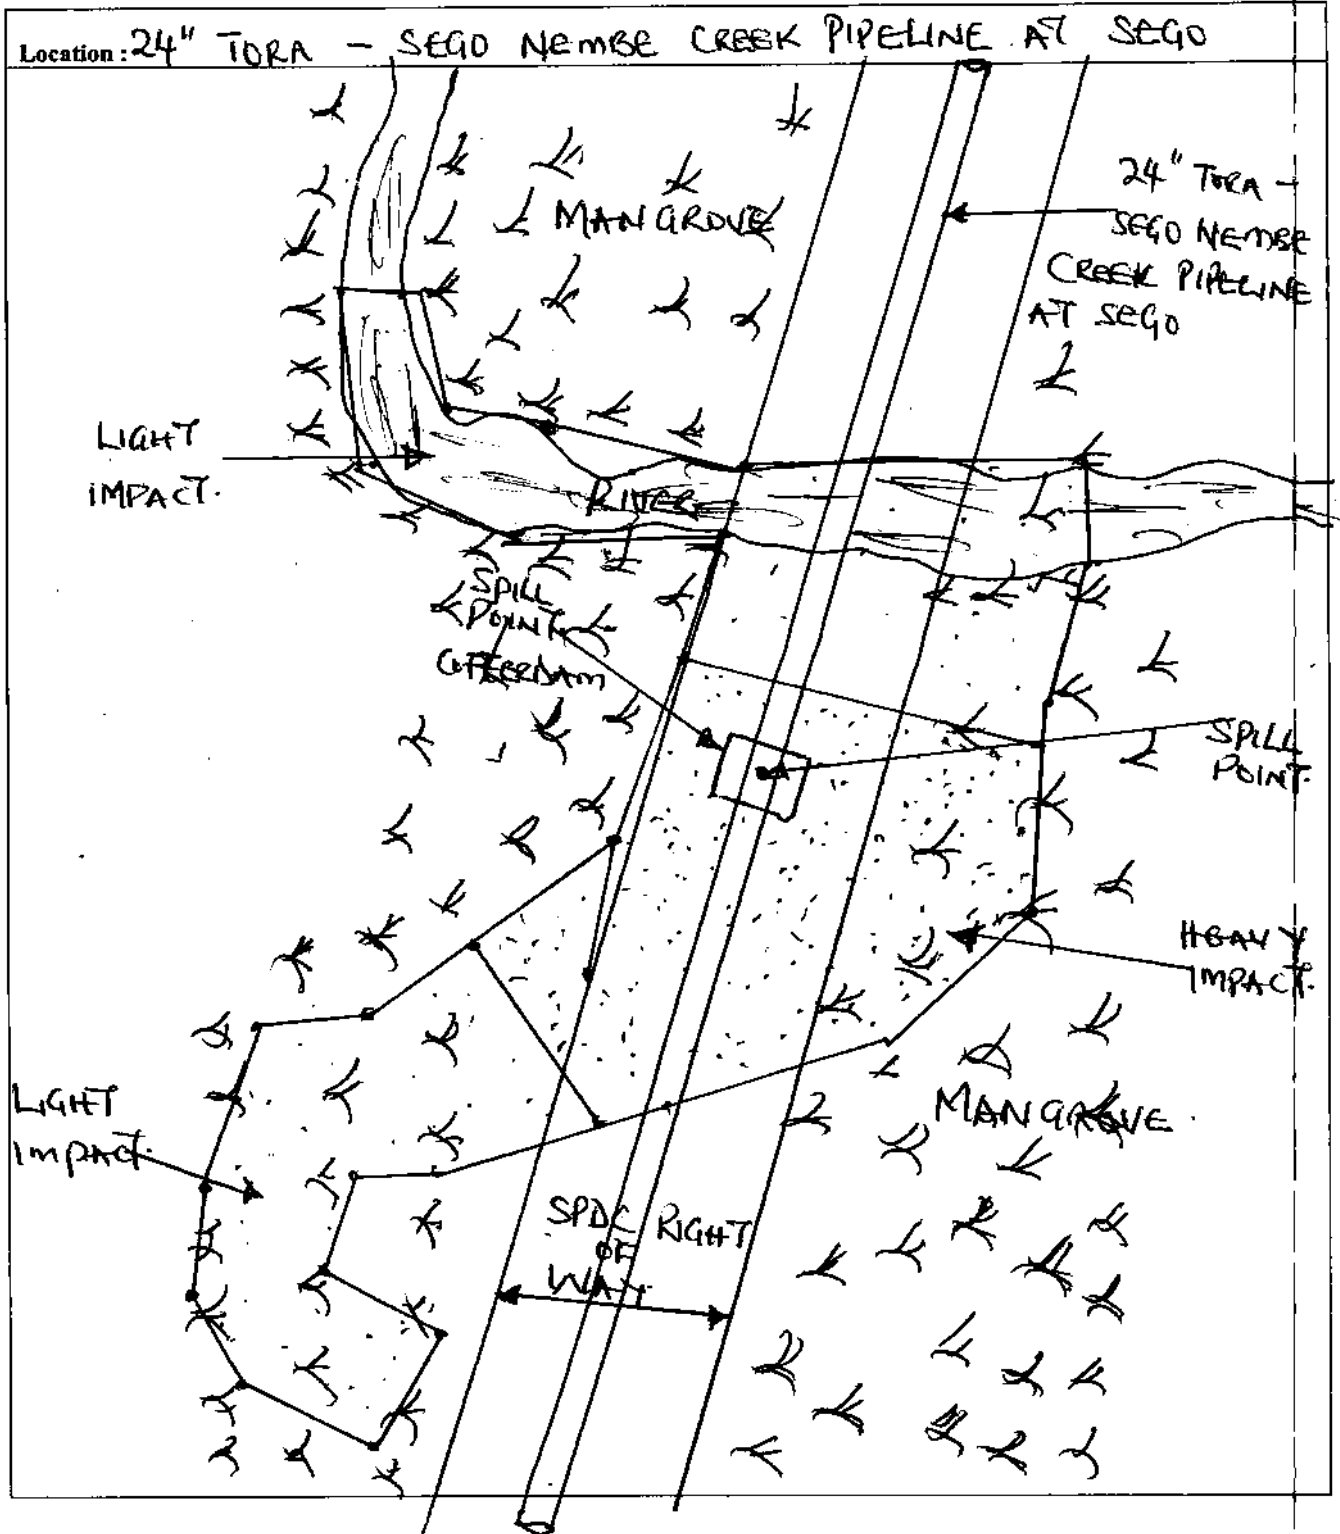 Location: 24" TORA - SEGO NEMBE CREEK PIPELINE AT SEGO
24" TORA -
SEGO NEMBE
CREEK PIPELINE
AT SEGO
MANGROVE
LIGHT
IMPACT.
RIVER
SPILL
POINT
COFFERDAM
SPILL
POINT.
HEAVY
IMPACT.
MANGROVE.
LIGHT
IMPACT.
SPDC RIGHT
OF
WAY.